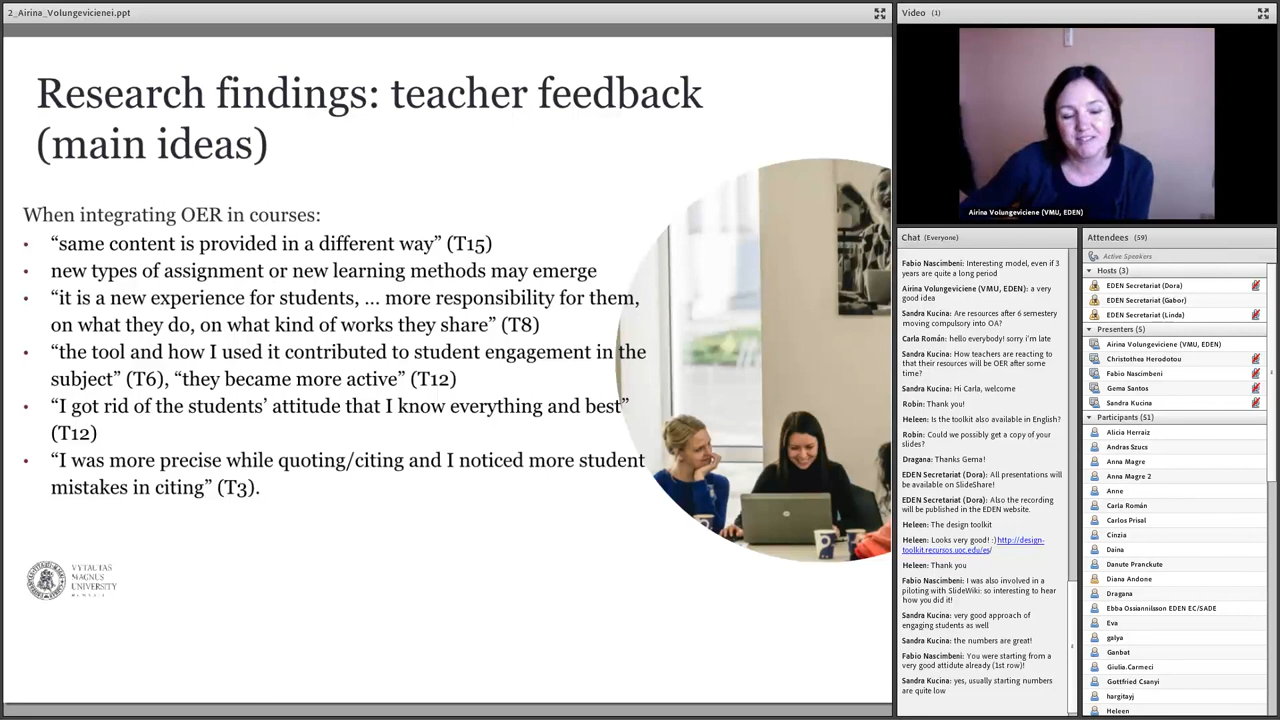 2_Airina_Volungevicienei.ppt
Research findings: teacher feedback
(main ideas)
When integrating OER in courses:
• “same content is provided in a different way” (T15)
• new types of assignment or new learning methods may emerge
• “it is a new experience for students, … more responsibility for them,
on what they do, on what kind of works they share” (T8)
• “the tool and how I used it contributed to student engagement in the
subject” (T6), “they became more active” (T12)
• “I got rid of the students’ attitude that I know everything and best”
(T12)
• “I was more precise while quoting/citing and I noticed more student
mistakes in citing” (T3).
VYTAUTAS
MAGNUS
UNIVERSITY
Video (1)
Airina Volungeviciene (VMU, EDEN)
Chat (Everyone)
Fabio Nascimbeni: Interesting model, even if 3
years are quite a long period
Airina Volungeviciene (VMU, EDEN): a very
good idea
Sandra Kucina: Are resources after 6 semestery
moving compulsory into OA?
Carla Román: hello everybody! sorry i'm late
Sandra Kucina: How teachers are reacting to
that their resources will be OER after some
time?
Sandra Kucina: Hi Carla, welcome
Robin: Thank you!
Heleen: Is the toolkit also available in English?
Robin: Could we possibly get a copy of your
slides?
Dragana: Thanks Gema!
EDEN Secretariat (Dora): All presentations will
be available on SlideShare!
EDEN Secretariat (Dora): Also the recording
will be published in the EDEN website.
Heleen: The design toolkit
Heleen: Looks very good! :)http://design-
toolkit.recursos.uoc.edu/es/
Heleen: Thank you
Fabio Nascimbeni: I was also involved in a
piloting with SlideWiki: so interesting to hear
how you did it!
Sandra Kucina: very good approach of
engaging students as well
Sandra Kucina: the numbers are great!
Fabio Nascimbeni: You were starting from a
very good attidute already (1st row)!
Sandra Kucina: yes, usually starting numbers
are quite low
Attendees (59)
Active Speakers
Hosts (3)
EDEN Secretariat (Dora)
EDEN Secretariat (Gabor)
EDEN Secretariat (Linda)
Presenters (5)
Airina Volungeviciene (VMU, EDEN)
Christothea Herodotou
Fabio Nascimbeni
Gema Santos
Sandra Kucina
Participants (51)
Alicia Herraiz
Andras Szucs
Anna Magre
Anna Magre 2
Anne
Carla Román
Carlos Prisal
Cinzia
Daina
Danute Pranckute
Diana Andone
Dragana
Ebba Ossiannilsson EDEN EC/SADE
Eva
galya
Ganbat
Giulia.Carmeci
Gottfried Csanyi
hargitayj
Heleen